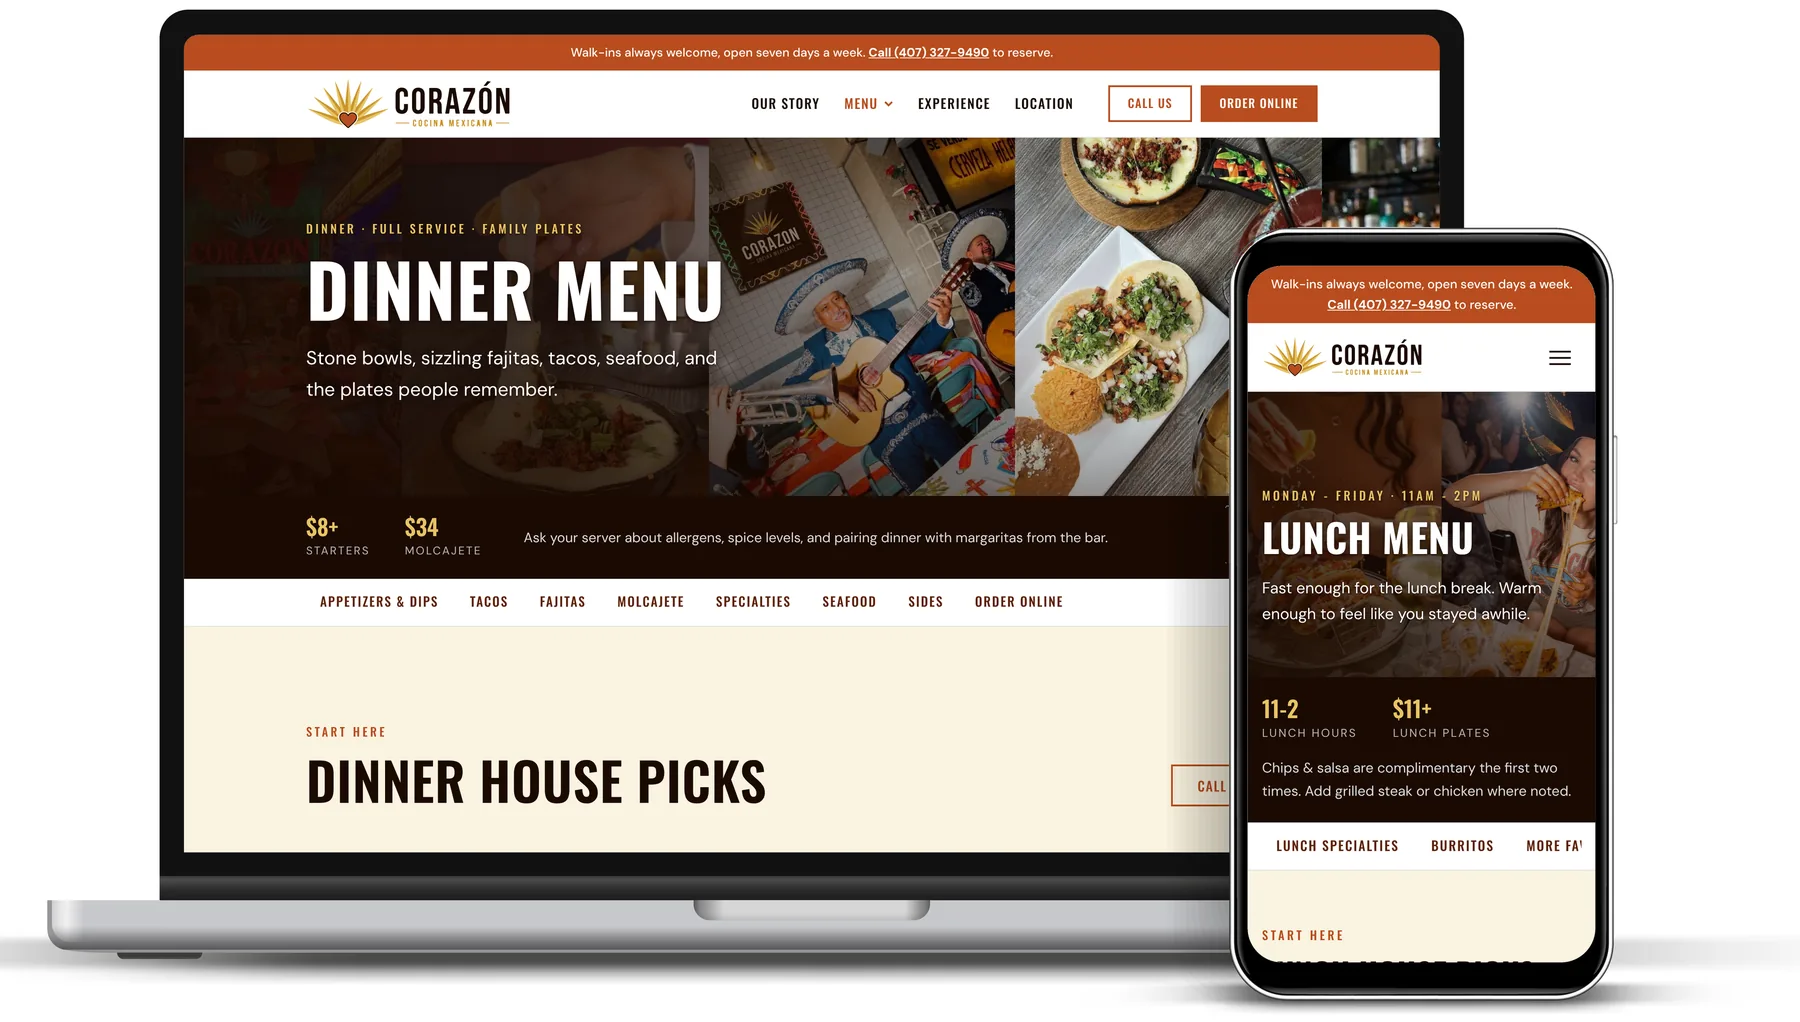 Walk-ins always welcome, open seven days a week. Call (407) 327-9490 to reserve.
CORAZÓN
COCINA MEXICANA
OUR STORY
MENU
EXPERIENCE
LOCATION
CALL US
ORDER ONLINE
CERVEZA
CORAZÓN
DINNER · FULL SERVICE · FAMILY PLATES
DINNER MENU
Stone bowls, sizzling fajitas, tacos, seafood, and
the plates people remember.
$8+
STARTERS
$34
MOLCAJETE
Ask your server about allergens, spice levels, and pairing dinner with margaritas from the bar.
APPETIZERS & DIPS
TACOS
FAJITAS
MOLCAJETE
SPECIALTIES
SEAFOOD
SIDES
ORDER ONLINE
START HERE
DINNER HOUSE PICKS
CALL
Walk-ins always welcome, open seven days a week.
Call (407) 327-9490 to reserve.
CORAZÓN
COCINA MEXICANA
MONDAY - FRIDAY · 11AM - 2PM
LUNCH MENU
Fast enough for the lunch break. Warm
enough to feel like you stayed awhile.
11-2
LUNCH HOURS
$11+
LUNCH PLATES
Chips & salsa are complimentary the first two
times. Add grilled steak or chicken where noted.
LUNCH SPECIALTIES
BURRITOS
MORE
START HERE